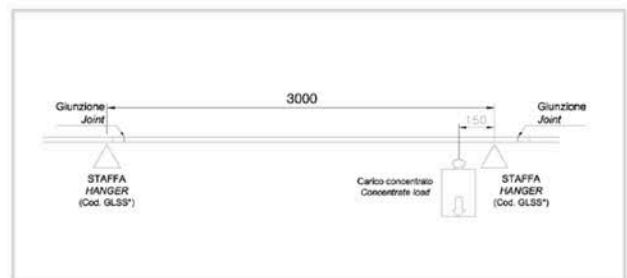 3000
Giunzione
Joint
Giunzione
Joint
150
STAFFA
HANGER
(Cod. GLSS*)
Carico concentrato
Concentrate load
STAFFA
HANGER
(Cod. GLSS*)